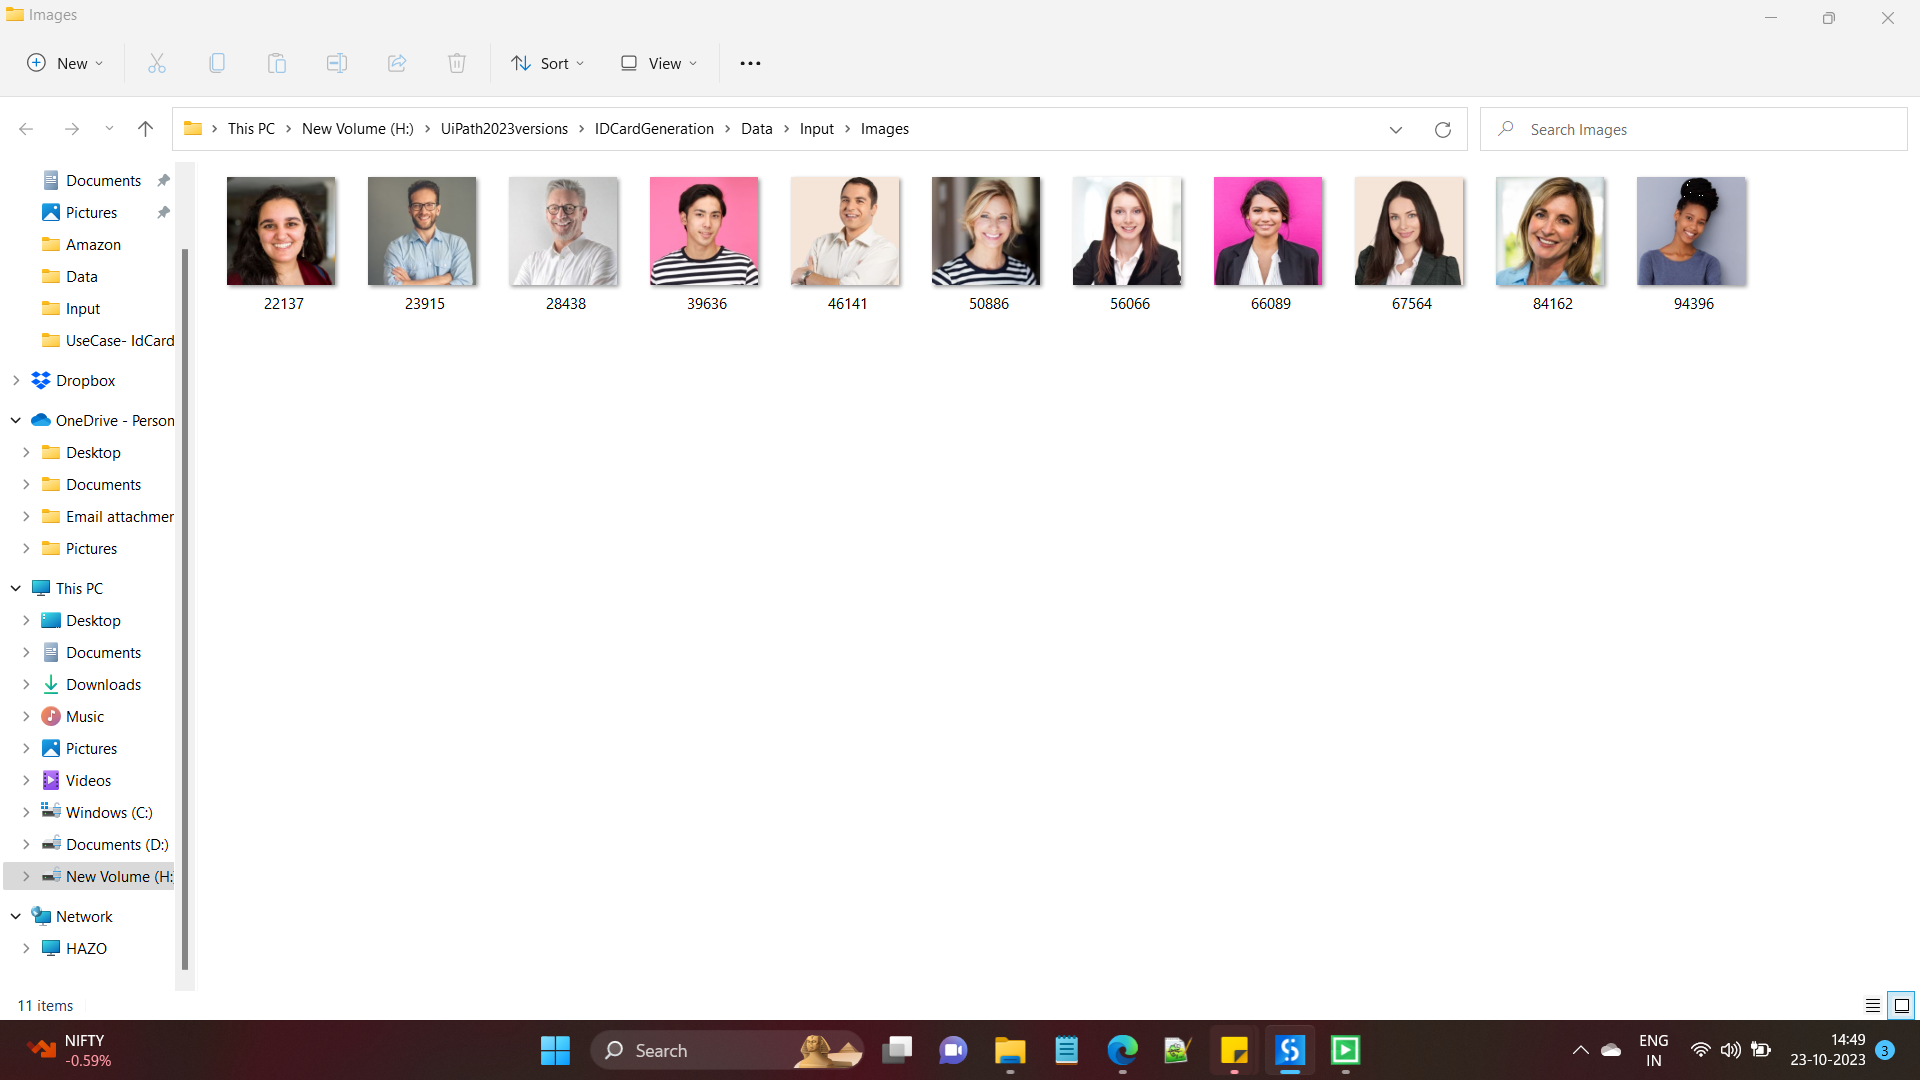 Images
New
Sort
View
This PC
New Volume (H:)
UiPath2023versions
IDCardGeneration
Data
Input
Images
Search Images
Documents
Pictures
Amazon
Data
Input
UseCase- IdCard
Dropbox
OneDrive - Person
Desktop
Documents
Email attachmer
Pictures
This PC
Desktop
Documents
Downloads
Music
Pictures
Videos
Windows (C:)
Documents (D:)
New Volume (H:
Network
HAZO
22137
23915
28438
39636
46141
50886
56066
66089
67564
84162
94396
11 items
NIFTY
-0.59%
Search
ENG
IN
14:49
23-10-2023
3